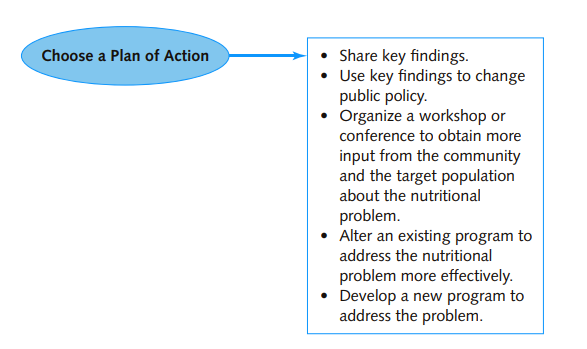 Choose a Plan of Action
• Share key findings.
• Use key findings to change
public policy.
• Organize a workshop or
conference to obtain more
input from the community
and the target population
about the nutritional
problem.
• Alter an existing program to
address the nutritional
problem more effectively.
• Develop a new program to
address the problem.